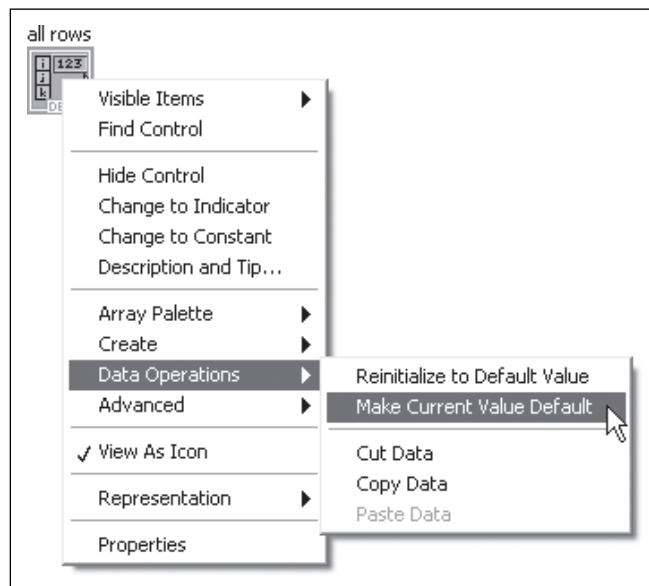 all rows
i 123
j
k
Visible Items
Find Control
Hide Control
Change to Indicator
Change to Constant
Description and Tip...
Array Palette
Create
Data Operations
Advanced
View As Icon
Representation
Properties
Reinitialize to Default Value
Make Current Value Default
Cut Data
Copy Data
Paste Data